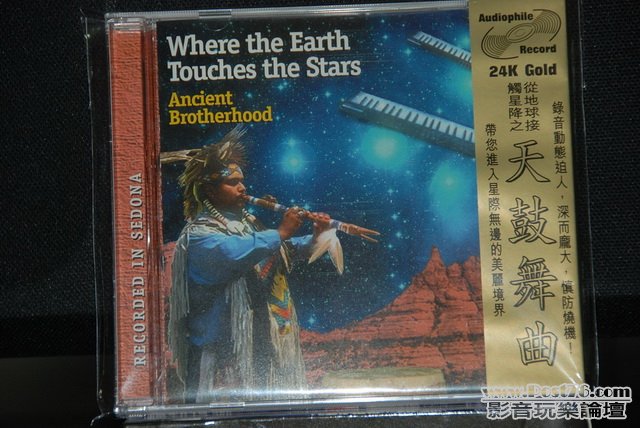 Where the Earth
Touches the Stars
Ancient
Brotherhood
RECORDED IN SEDONA
Audiophile
Record
24K Gold
從地球接
觸星降之
天鼓舞曲
錄音動態迫人，深而龐大，慎防燒機！
帶您進入星際無邊的美麗境界
www.Post76.com
影音玩樂論壇